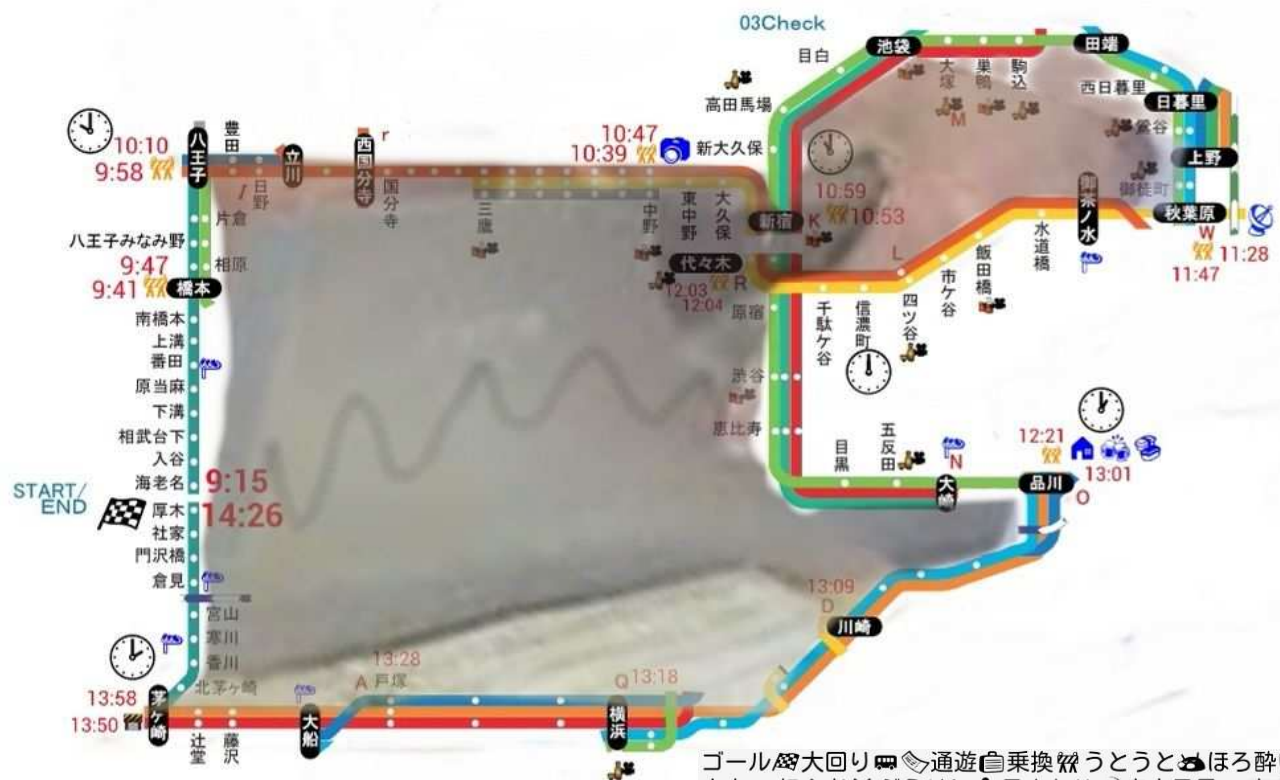 03Check
池袋
田端
目白
大塚
巣鴨
駒込
西日暮里
日暮里
高田馬場
M
鶯谷
上野
10:10
9:58
八王子
豊田
立川
西国分寺
r
10:47
10:39
新大久保
日野
国分寺
三鷹
中野
東中野
大久保
新宿
K
10:59
10:53
御徒町
御茶ノ水
秋葉原
W
11:28
11:47
片倉
八王子みなみ野
相原
9:47
9:41
橋本
代々木
R
12:03
12:04
原宿
L
水道橋
飯田橋
市ケ谷
四ツ谷
信濃町
千駄ケ谷
南橋本
上溝
番田
原当麻
下溝
相武台下
入谷
海老名
9:15
START/
END
厚木
14:26
社家
門沢橋
倉見
宮山
寒川
香川
北茅ヶ崎
渋谷
恵比寿
目黒
五反田
大崎
N
12:21
品川
13:01
O
13:09
D
川崎
13:58
13:50
茅ヶ崎
辻堂
藤沢
大船
A
13:28
戸塚
Q
13:18
横浜
ゴール大回り通遊乗換うとうとほろ酔